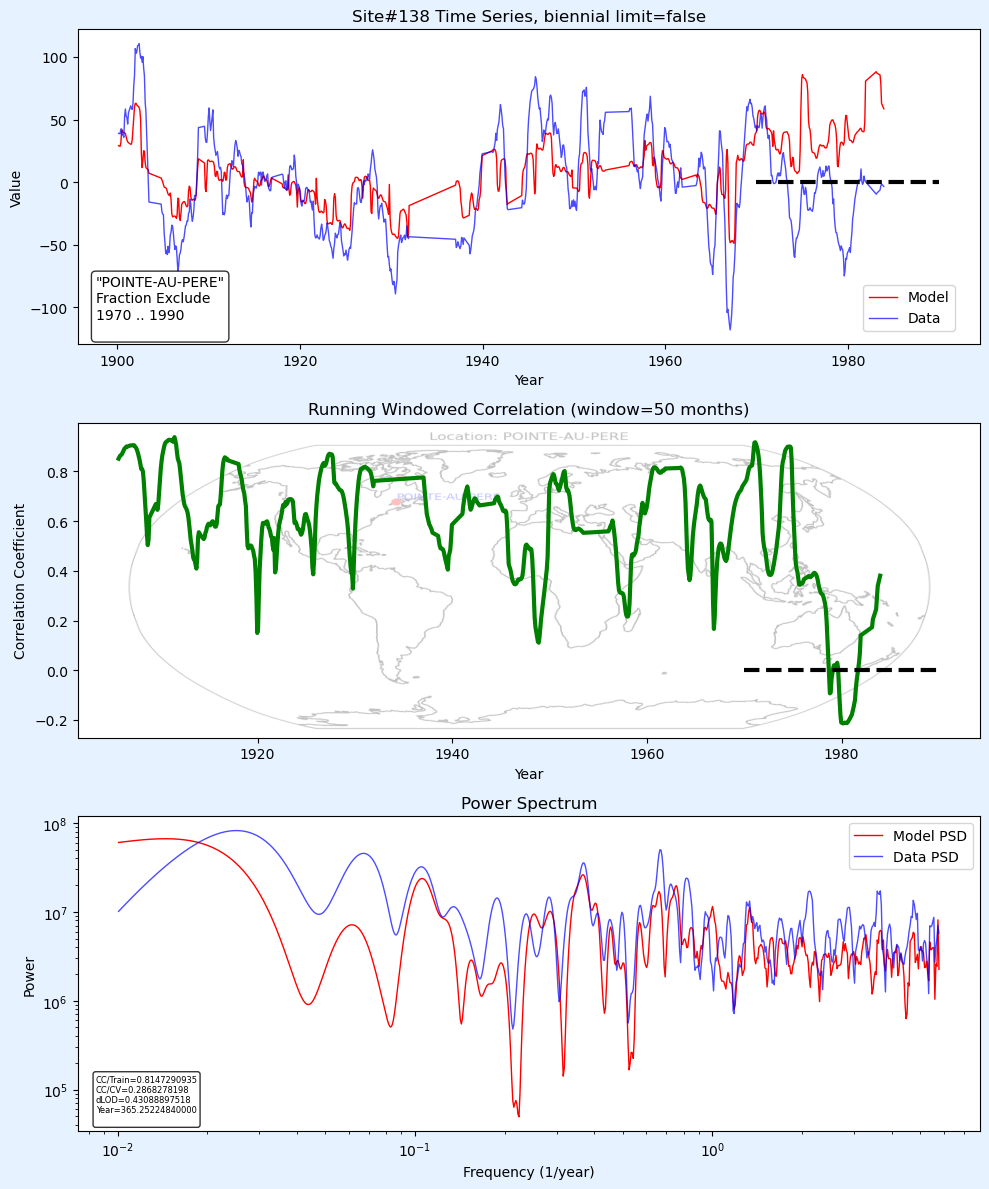 Site#138 Time Series, biennial limit=false
100
50
0
−50
−100
Value
"POINTE-AU-PERE"
Fraction Exclude
1970 .. 1990
Model
Data
1900
1920
1940
1960
1980
Year
Running Windowed Correlation (window=50 months)
Location: POINTE-AU-PERE
POINTE-AU-PERE
0.8
0.6
0.4
0.2
0.0
−0.2
Correlation Coefficient
1920
1940
1960
1980
Year
Power Spectrum
10⁸
10⁷
10⁶
10⁵
Power
Model PSD
Data PSD
CC/Train=0.8147290935
CC/CV=0.2868278198
dLOD=0.43088897518
Year=365.25224840000
10⁻²
10⁻¹
10⁰
Frequency (1/year)